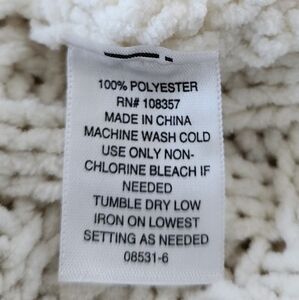 100% POLYESTER
RN# 108357
MADE IN CHINA
MACHINE WASH COLD
USE ONLY NON-
CHLORINE BLEACH IF
NEEDED
TUMBLE DRY LOW
IRON ON LOWEST
SETTING AS NEEDED
08531-6